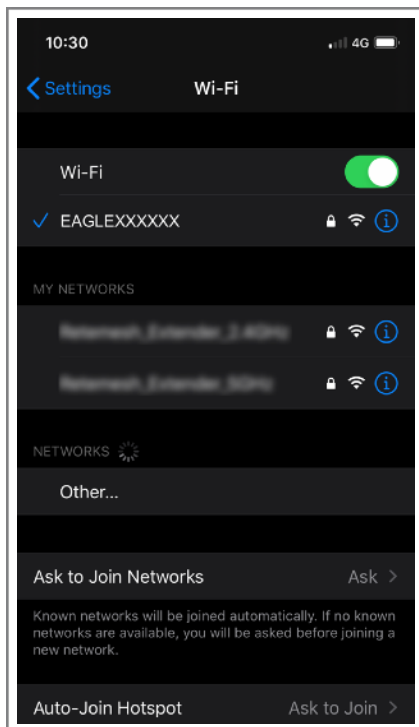 10:30
4G
Settings
Wi-Fi
Wi-Fi
EAGLEXXXXXX
MY NETWORKS
NETWORKS
Other...
Ask to Join Networks
Ask
Known networks will be joined automatically. If no known
networks are available, you will be asked before joining a
new network.
Auto-Join Hotspot
Ask to Join